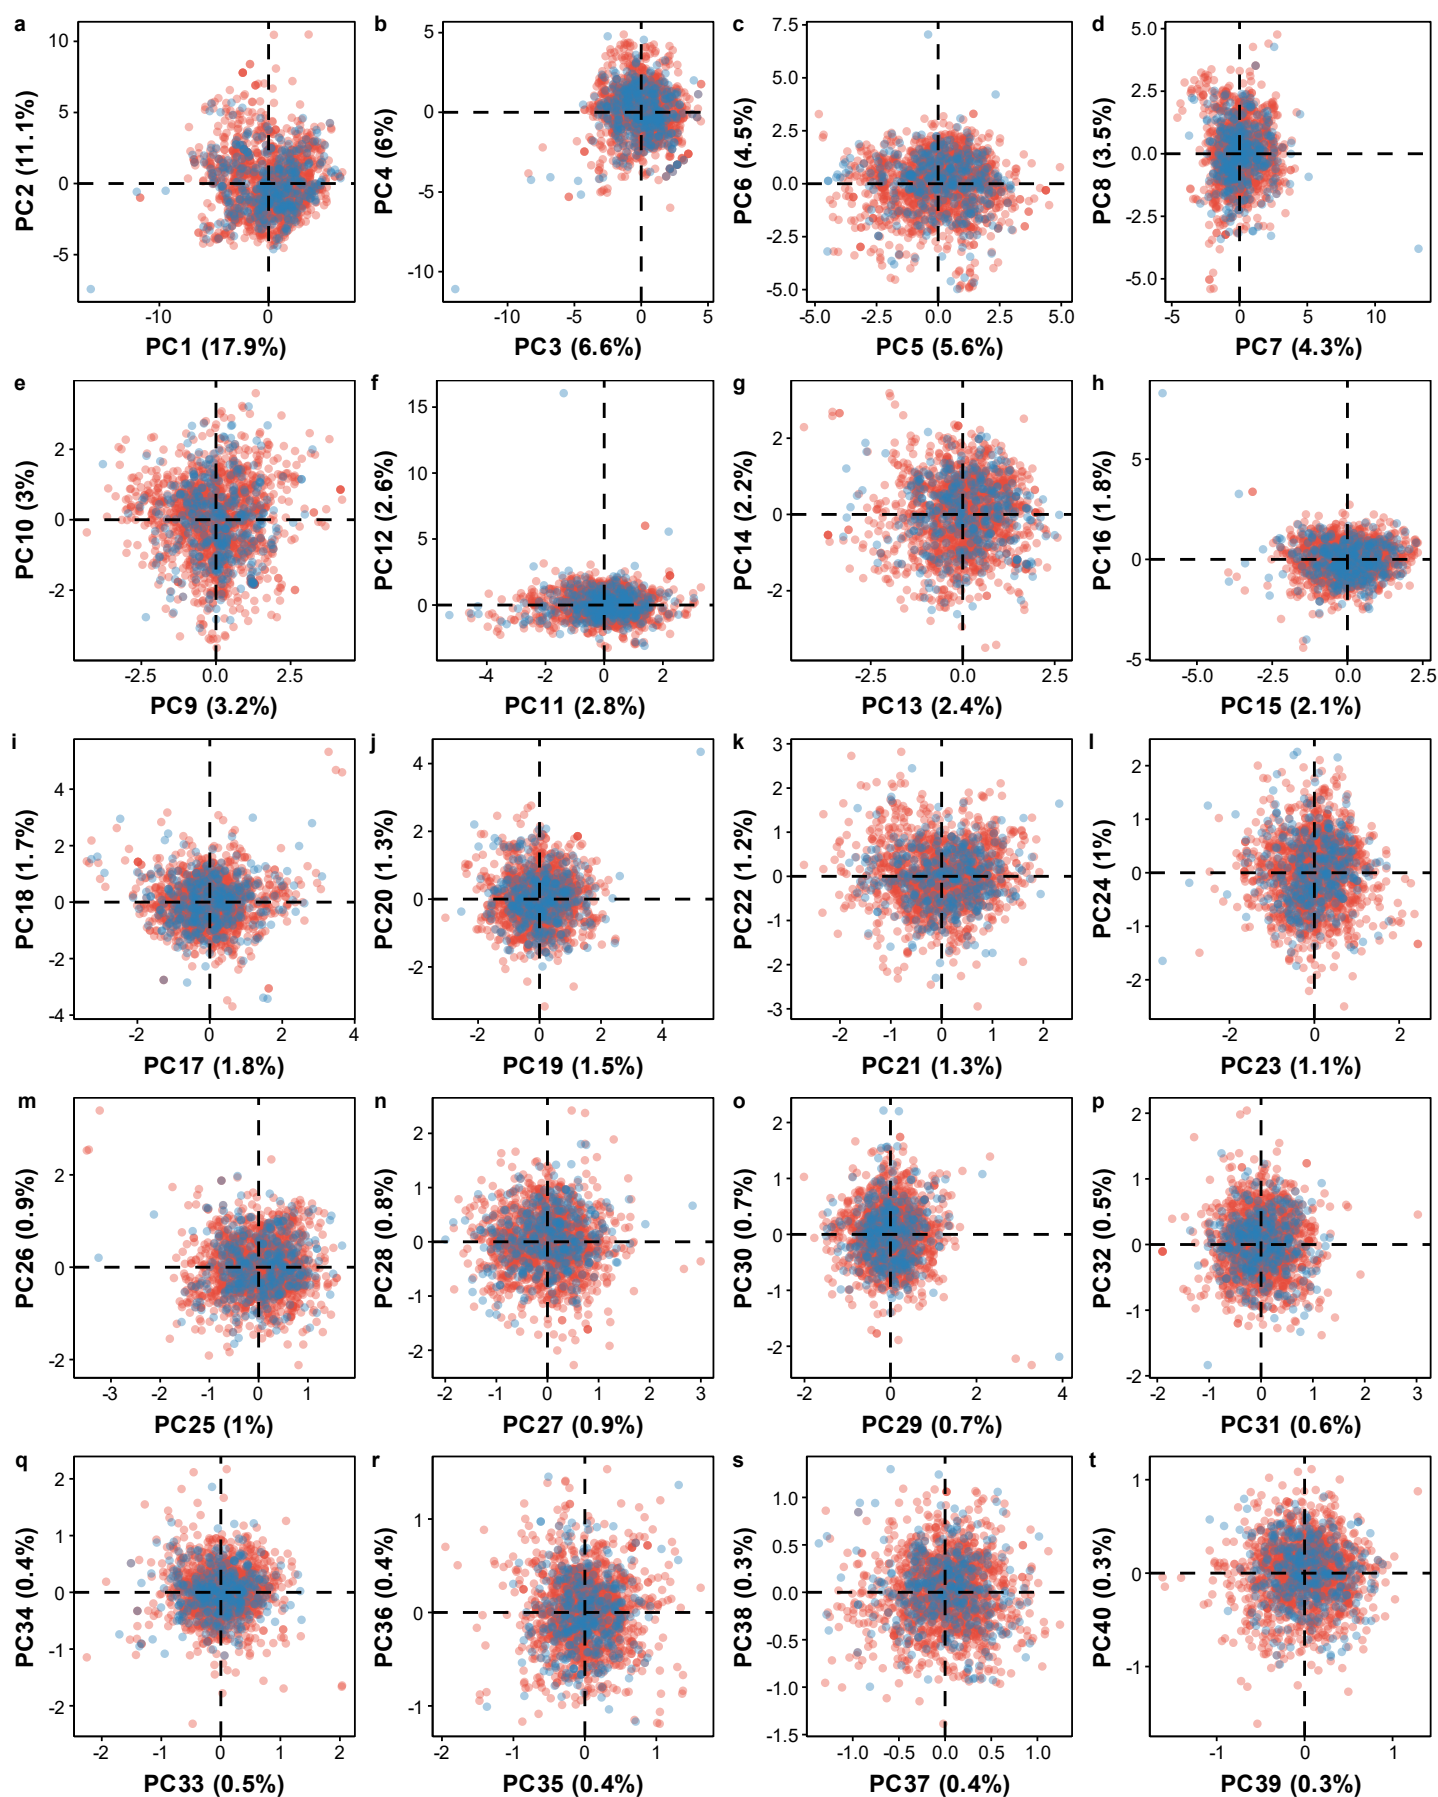 a b c d
10
5
0
-5
-10 0
PC2 (11.1%)
PC1 (17.9%)
5
0
-5
-10
-10 -5 0 5
PC4 (6%)
PC3 (6.6%)
7.5
5.0
2.5
0.0
-2.5
-5.0
-5.0 -2.5 0.0 2.5 5.0
PC6 (4.5%)
PC5 (5.6%)
5.0
2.5
0.0
-2.5
-5.0
-5 0 5 10
PC8 (3.5%)
PC7 (4.3%)
e f g h
2
0
-2
-2.5 0.0 2.5
PC10 (3%)
PC9 (3.2%)
15
10
5
0
-4 -2 0 2
PC12 (2.6%)
PC11 (2.8%)
2
0
-2
-2.5 0.0 2.5
PC14 (2.2%)
PC13 (2.4%)
5
0
-5
-5.0 -2.5 0.0 2.5
PC16 (1.8%)
PC15 (2.1%)
i j k l
4
2
0
-2
-4
-2 0 2 4
PC18 (1.7%)
PC17 (1.8%)
4
2
0
-2
-2 0 2 4
PC20 (1.3%)
PC19 (1.5%)
3
2
1
0
-1
-2
-3
-2 -1 0 1 2
PC22 (1.2%)
PC21 (1.3%)
2
1
0
-1
-2
-2 0 2
PC24 (1%)
PC23 (1.1%)
m n o p
2
0
-2
-3 -2 -1 0 1
PC26 (0.9%)
PC25 (1%)
2
1
0
-1
-2
-2 -1 0 1 2 3
PC28 (0.8%)
PC27 (0.9%)
2
1
0
-1
-2
-2 0 2 4
PC30 (0.7%)
PC29 (0.7%)
2
1
0
-1
-2
-2 -1 0 1 2 3
PC32 (0.5%)
PC31 (0.6%)
q r s t
2
1
0
-1
-2
-2 -1 0 1 2
PC34 (0.4%)
PC33 (0.5%)
1
0
-1
-2 -1 0 1
PC36 (0.4%)
PC35 (0.4%)
1.0
0.5
0.0
-0.5
-1.0
-1.5
-1.0 -0.5 0.0 0.5 1.0
PC38 (0.3%)
PC37 (0.4%)
1
0
-1
-1 0 1
PC40 (0.3%)
PC39 (0.3%)